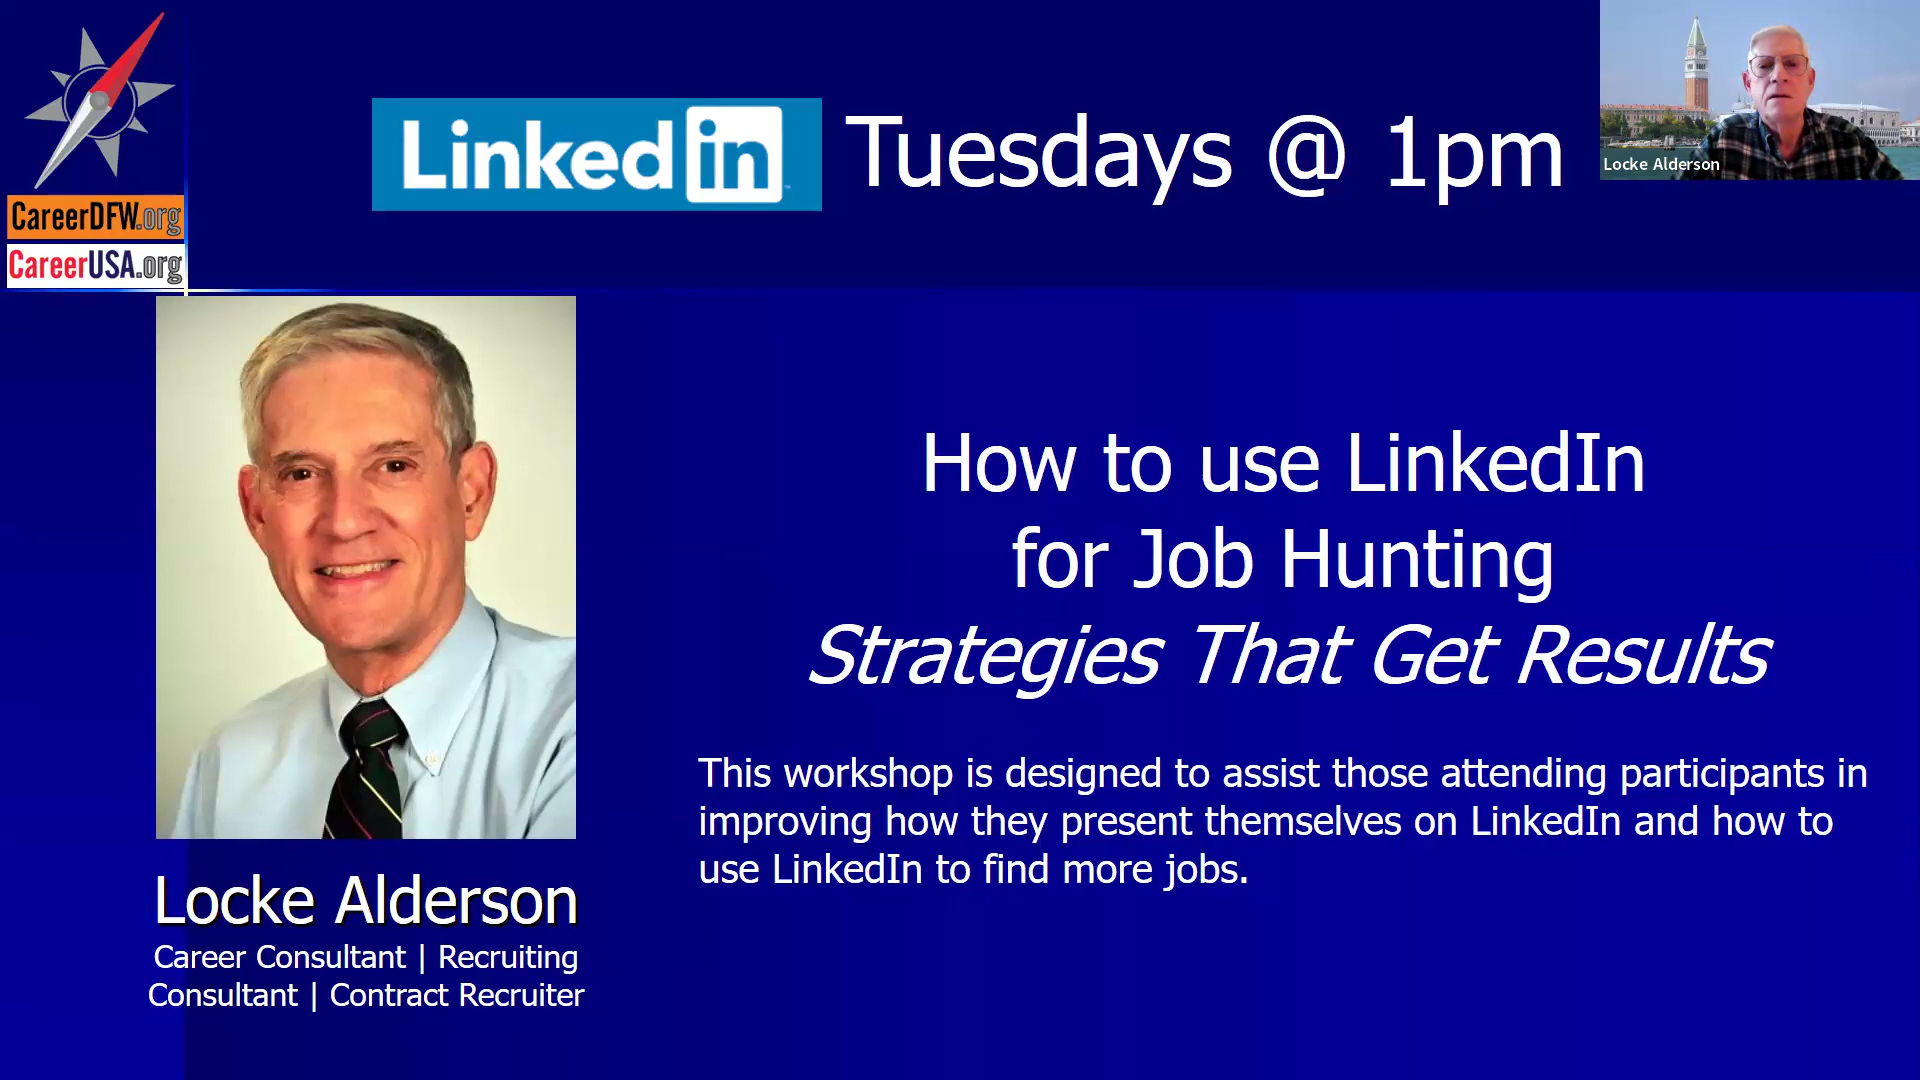 LinkedIn Tuesdays @ 1pm
Locke Alderson
CareerDFW.org
CareerUSA.org
How to use LinkedIn
for Job Hunting
Strategies That Get Results
This workshop is designed to assist those attending participants in
improving how they present themselves on LinkedIn and how to
use LinkedIn to find more jobs.
Locke Alderson
Career Consultant | Recruiting
Consultant | Contract Recruiter